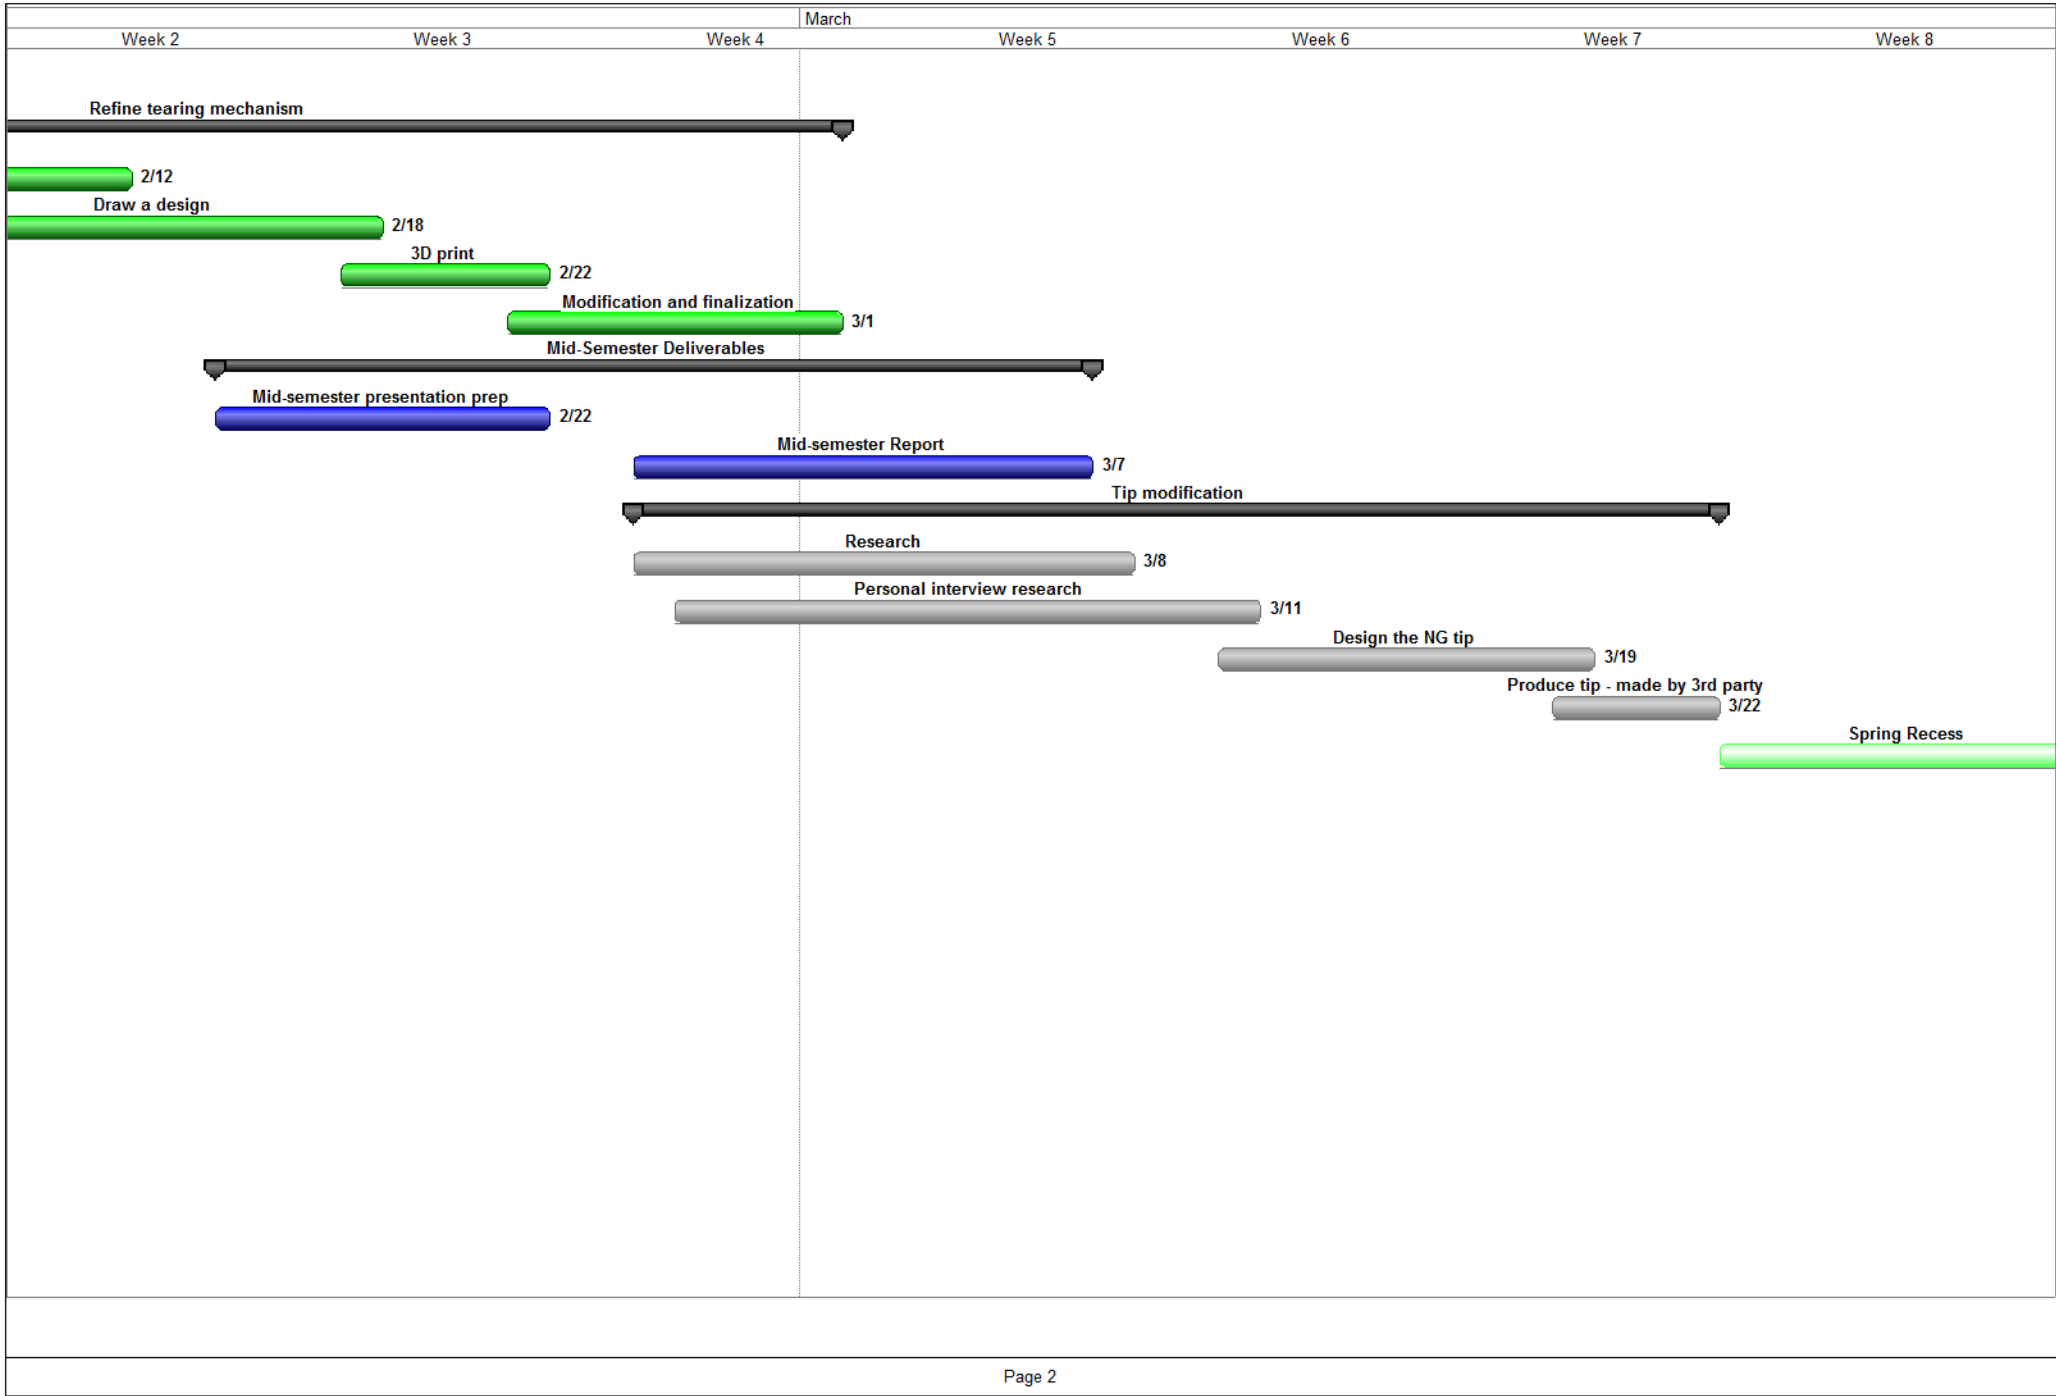 March
Week 2 Week 3 Week 4 Week 5 Week 6 Week 7 Week 8
Refine tearing mechanism
2/12
Draw a design
2/18
3D print
2/22
Modification and finalization
3/1
Mid-Semester Deliverables
Mid-semester presentation prep
2/22
Mid-semester Report
3/7
Tip modification
Research
3/8
Personal interview research
3/11
Design the NG tip
3/19
Produce tip - made by 3rd party
3/22
Spring Recess
Page 2